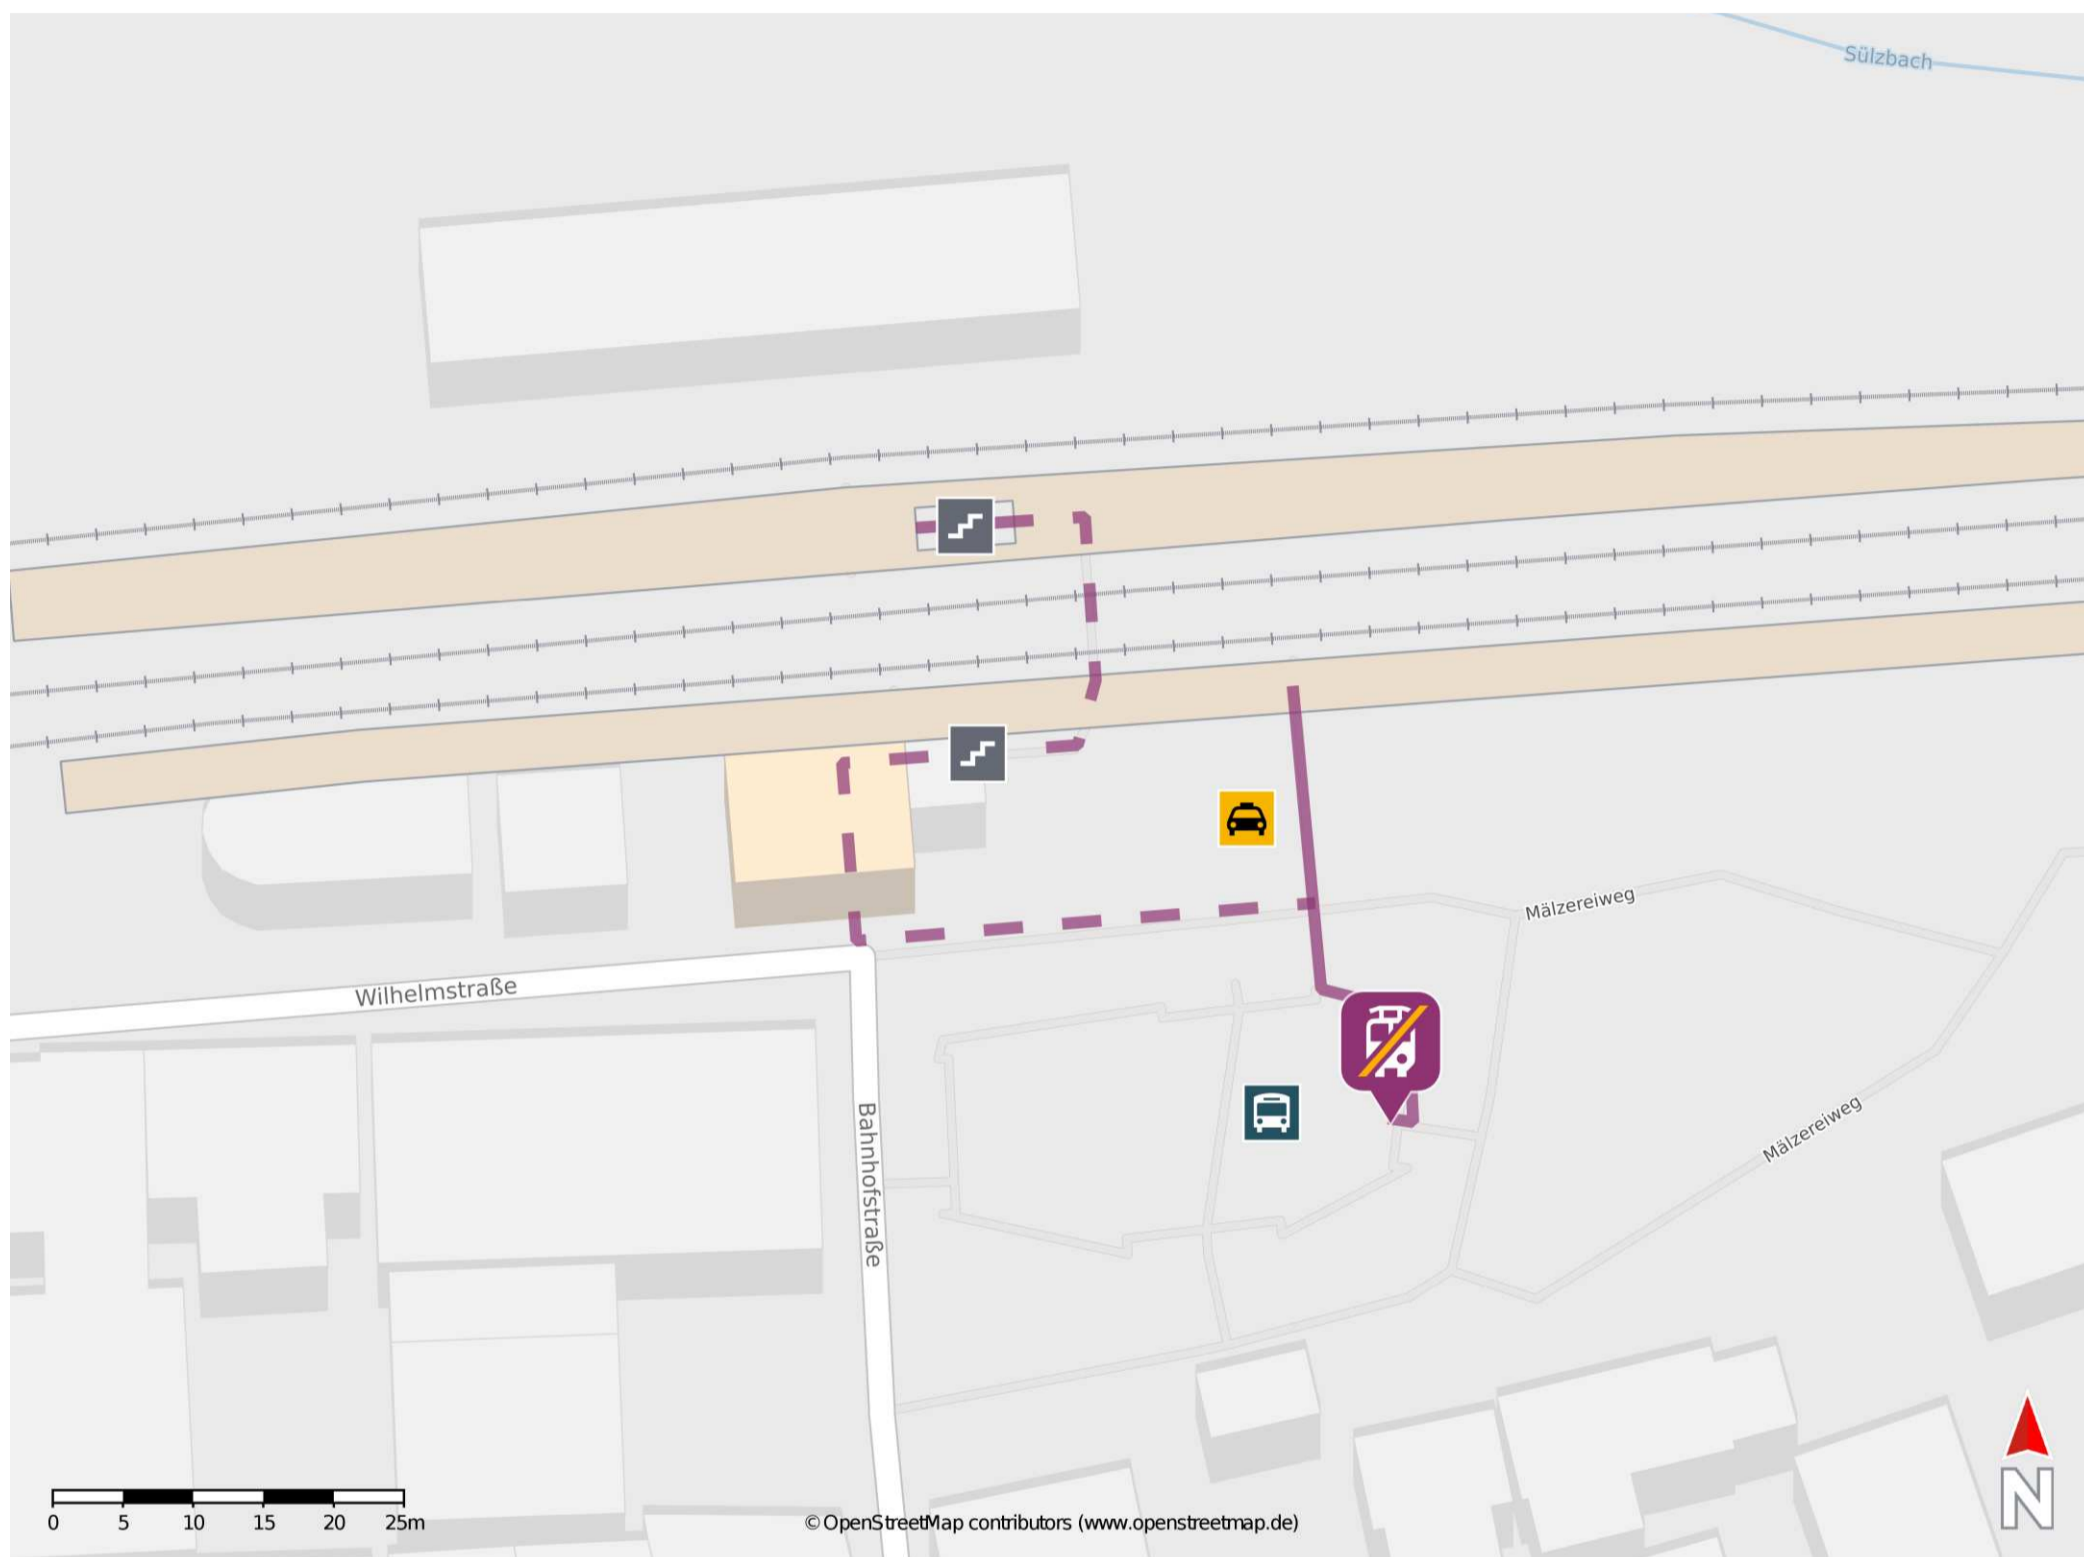 Sülzbach
Mälzereiweg
Wilhelmstraße
Bahnhofstraße
Mälzereiweg
0 5 10 15 20 25m
© OpenStreetMap contributors (www.openstreetmap.de)
N